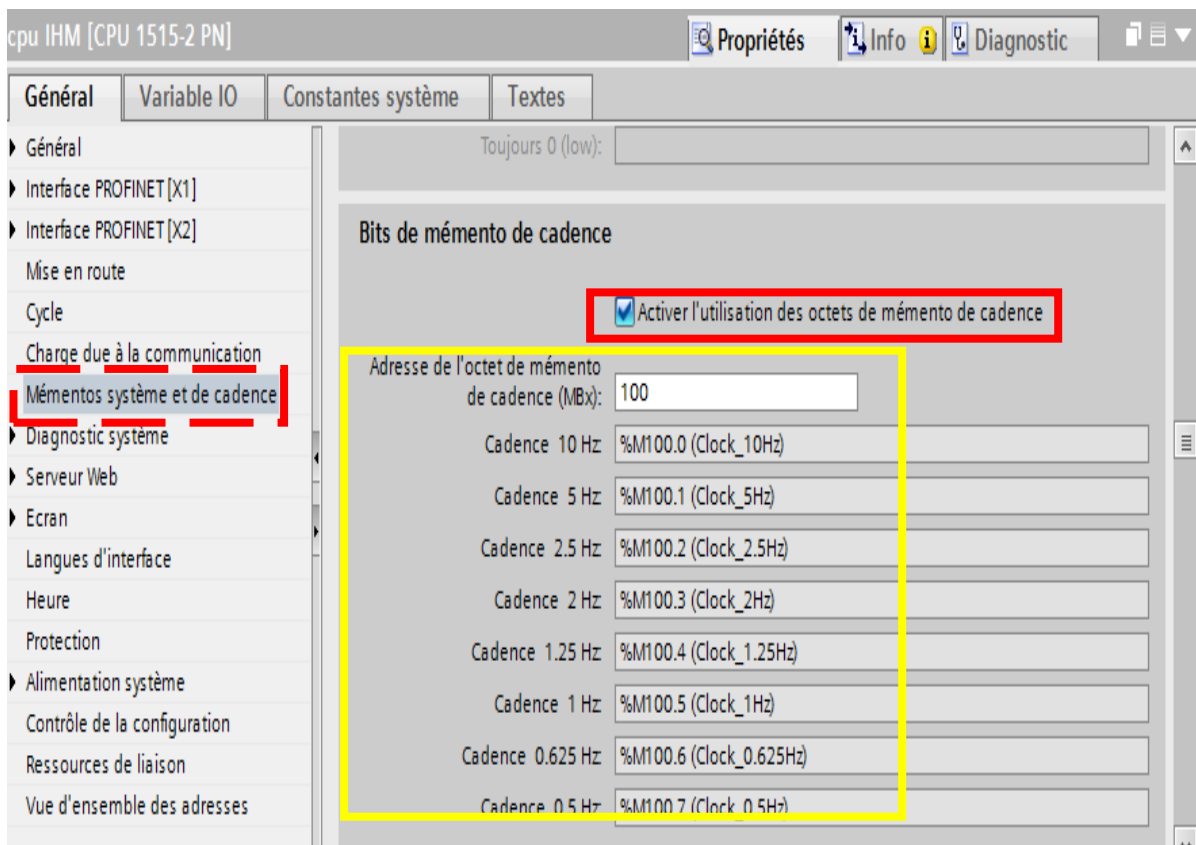 cpu IHM [CPU 1515-2 PN]
Propriétés
Info
Diagnostic
Général
Variable IO
Constantes système
Textes
Général
Interface PROFINET [X1]
Interface PROFINET [X2]
Mise en route
Cycle
Charge due à la communication
Mémentos système et de cadence
Diagnostic système
Serveur Web
Ecran
Langues d'interface
Heure
Protection
Alimentation système
Contrôle de la configuration
Ressources de liaison
Vue d'ensemble des adresses
Toujours 0 (low):
Bits de mémento de cadence
Activer l'utilisation des octets de mémento de cadence
Adresse de l'octet de mémento
de cadence (MBx): 100
Cadence 10 Hz: %M100.0 (Clock_10Hz)
Cadence 5 Hz: %M100.1 (Clock_5Hz)
Cadence 2.5 Hz: %M100.2 (Clock_2.5Hz)
Cadence 2 Hz: %M100.3 (Clock_2Hz)
Cadence 1.25 Hz: %M100.4 (Clock_1.25Hz)
Cadence 1 Hz: %M100.5 (Clock_1Hz)
Cadence 0.625 Hz: %M100.6 (Clock_0.625Hz)
Cadence 0.5 Hz: %M100.7 (Clock_0.5Hz)